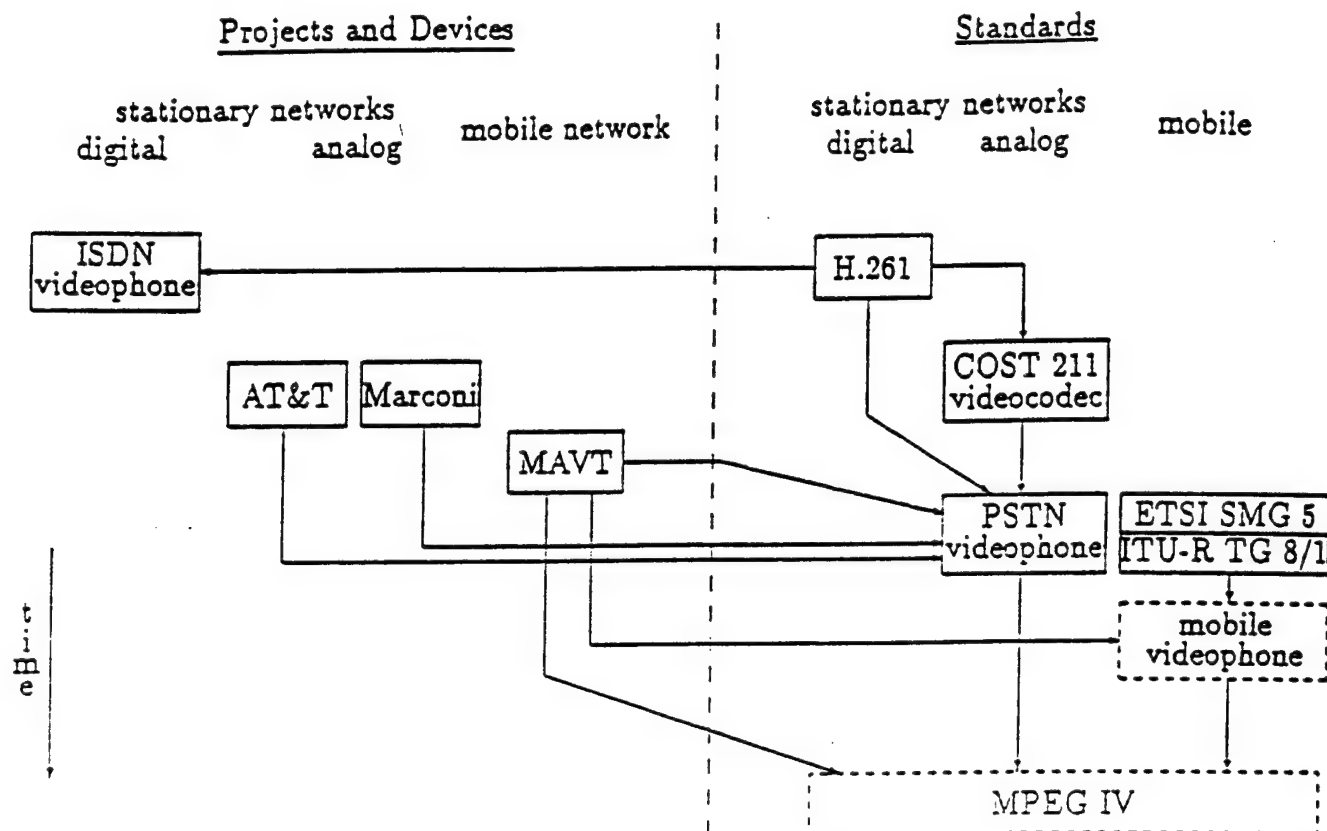 Projects and Devices
Standards
stationary networks
digital
analog
mobile network
stationary networks
digital
analog
mobile
ISDN
videophone
H.261
COST 211
videocodec
AT&T
Marconi
MAVT
PSTN
videophone
ETSI SMG 5
ITU-R TG 8/1
time
mobile
videophone
MPEG IV